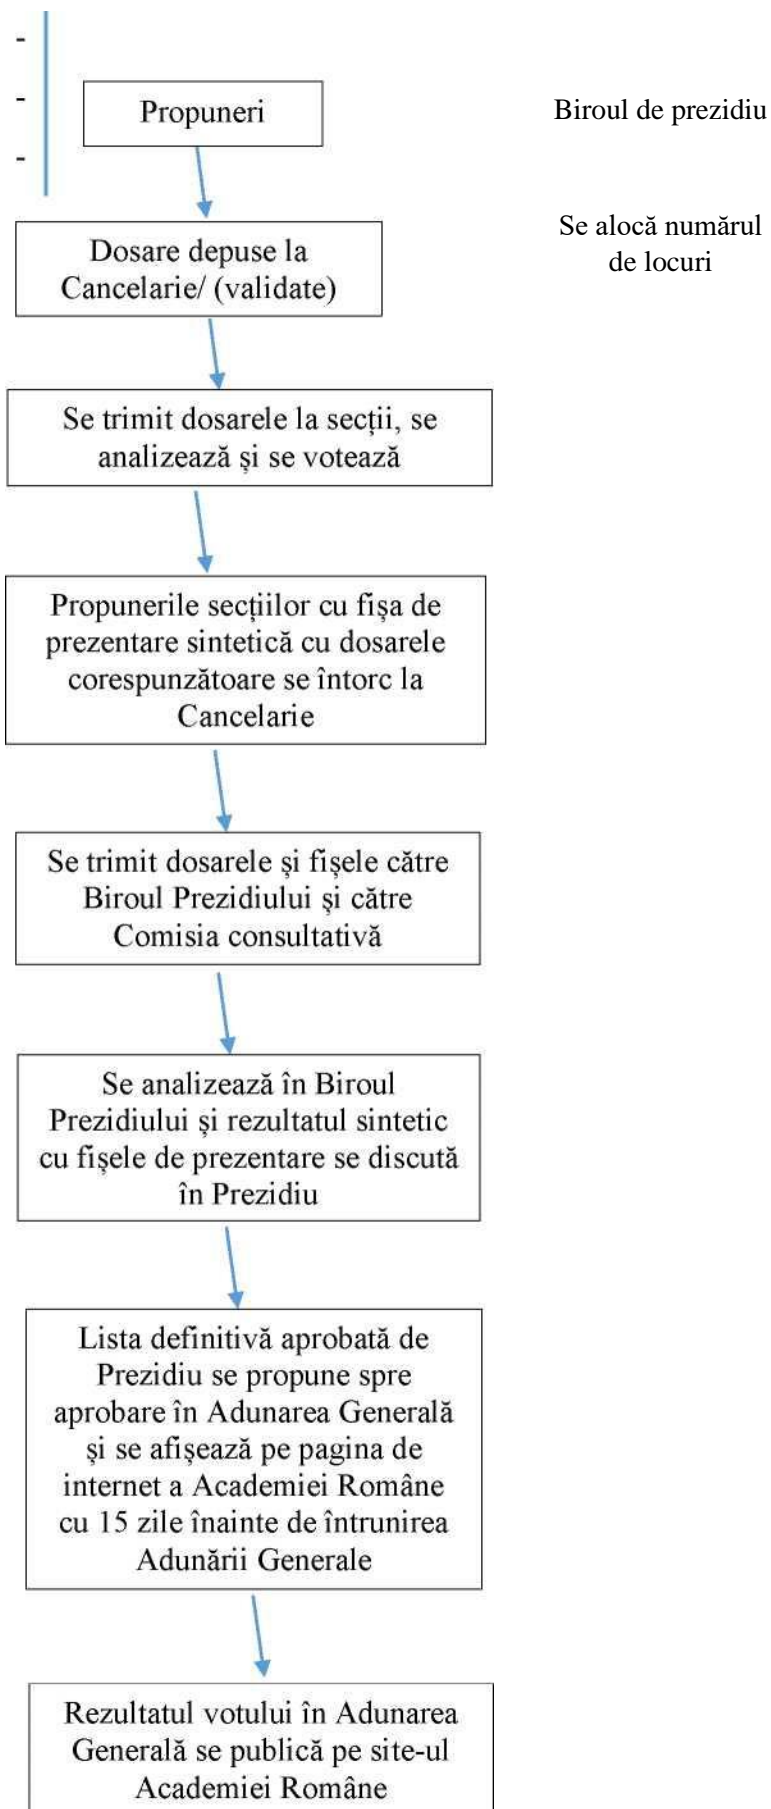 -
-
-
Propuneri
Biroul de prezidiu
Dosare depuse la
Cancelarie/ (validate)
Se alocă numărul
de locuri
Se trimit dosarele la secții, se
analizează și se votează
Propunerile secțiilor cu fișa de
prezentare sintetică cu dosarele
corespunzătoare se întorc la
Cancelarie
Se trimit dosarele și fișele către
Biroul Prezidiului și către
Comisia consultativă
Se analizează în Biroul
Prezidiului și rezultatul sintetic
cu fișele de prezentare se discută
în Prezidiu
Lista definitivă aprobată de
Prezidiu se propune spre
aprobare în Adunarea Generală
și se afișează pe pagina de
internet a Academiei Române
cu 15 zile înainte de întrunirea
Adunării Generale
Rezultatul votului în Adunarea
Generală se publică pe site-ul
Academiei Române